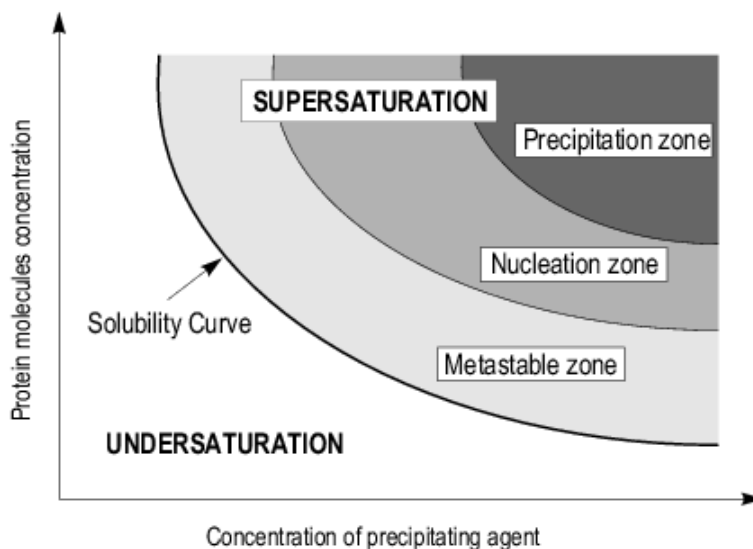 Protein molecules concentration
SUPERSATURATION
Precipitation zone
Nucleation zone
Solubility Curve
Metastable zone
UNDERSATURATION
Concentration of precipitating agent